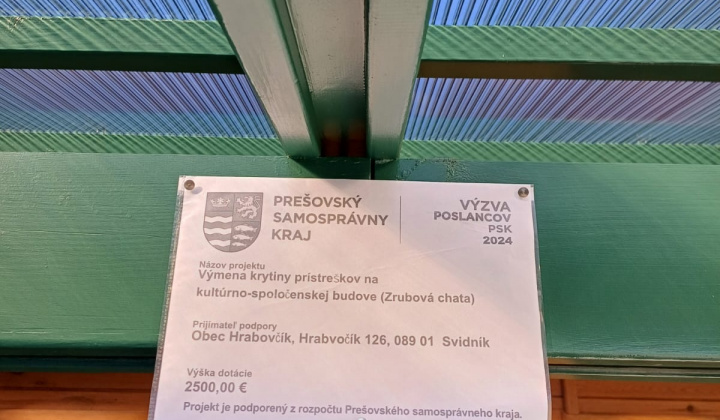 PREŠOVSKÝ
SAMOSPRÁVNY
KRAJ
VÝZVA
POSLANCOV
PSK
2024
Názov projektu
Výmena krytiny prístreškov na
kultúrno-spoločenskej budove (Zrubová chata)
Prijímateľ podpory
Obec Hrabovčík, Hrabvočík 126, 089 01 Svidník
Výška dotácie
2500,00 €
Projekt je podporený z rozpočtu Prešovského samosprávneho kraja.